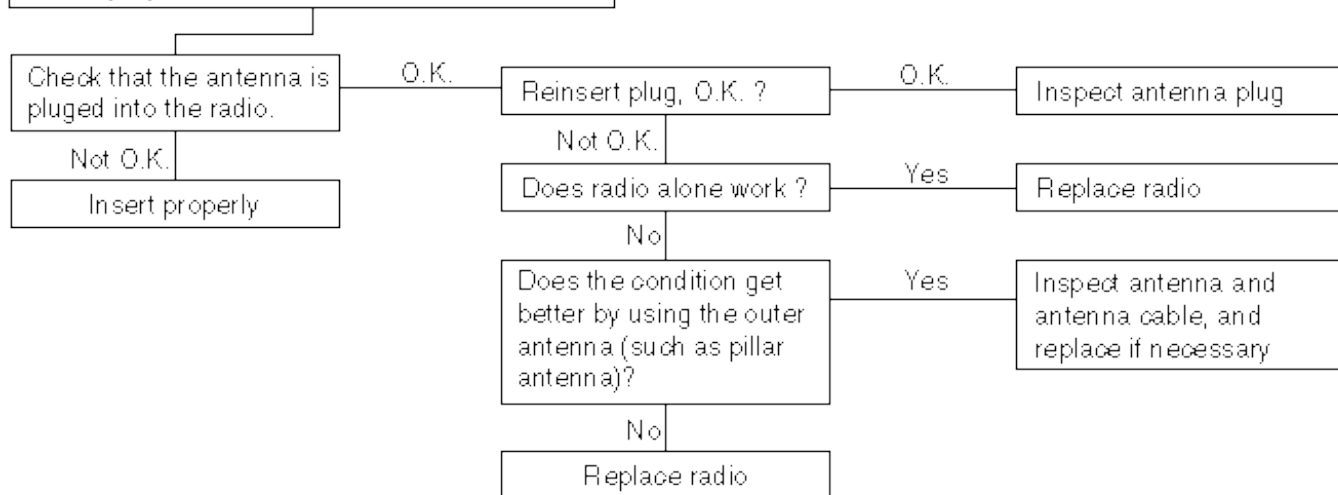 Check that the antenna is
pluged into the radio.
O.K.
Reinsert plug, O.K. ?
O.K.
Inspect antenna plug
Not O.K.
Not O.K.
Insert properly
Does radio alone work ?
Yes
Replace radio
No
Does the condition get
better by using the outer
antenna (such as pillar
antenna)?
Yes
Inspect antenna and
antenna cable, and
replace if necessary
No
Replace radio